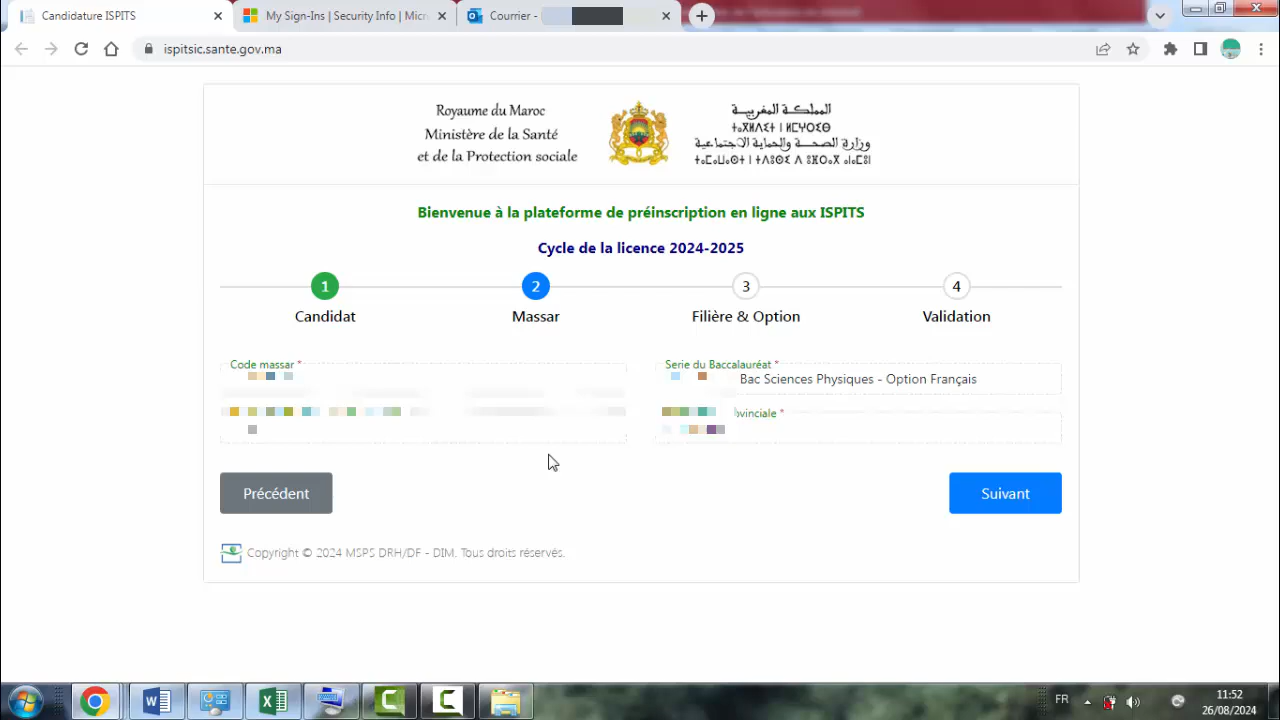 Candidature ISPITS
My Sign-Ins | Security Info | Micr
Courrier -
ispitsic.sante.gov.ma
Royaume du Maroc
Ministère de la Santé
et de la Protection sociale
المملكة المغربية
ⵜⴰⴳⵍⴷⵉⵜ ⵏ ⵍⵎⵖⵔⵉⴱ
وزارة الصحة والحماية الاجتماعية
Bienvenue à la plateforme de préinscription en ligne aux ISPITS
Cycle de la licence 2024-2025
1 2 3 4
Candidat Massar Filière & Option Validation
Code massar * Serie du Baccalauréat *
Bac Sciences Physiques - Option Français
ovinciale *
Précédent Suivant
Copyright © 2024 MSPS DRH/DF - DIM. Tous droits réservés.
FR 11:52
26/08/2024